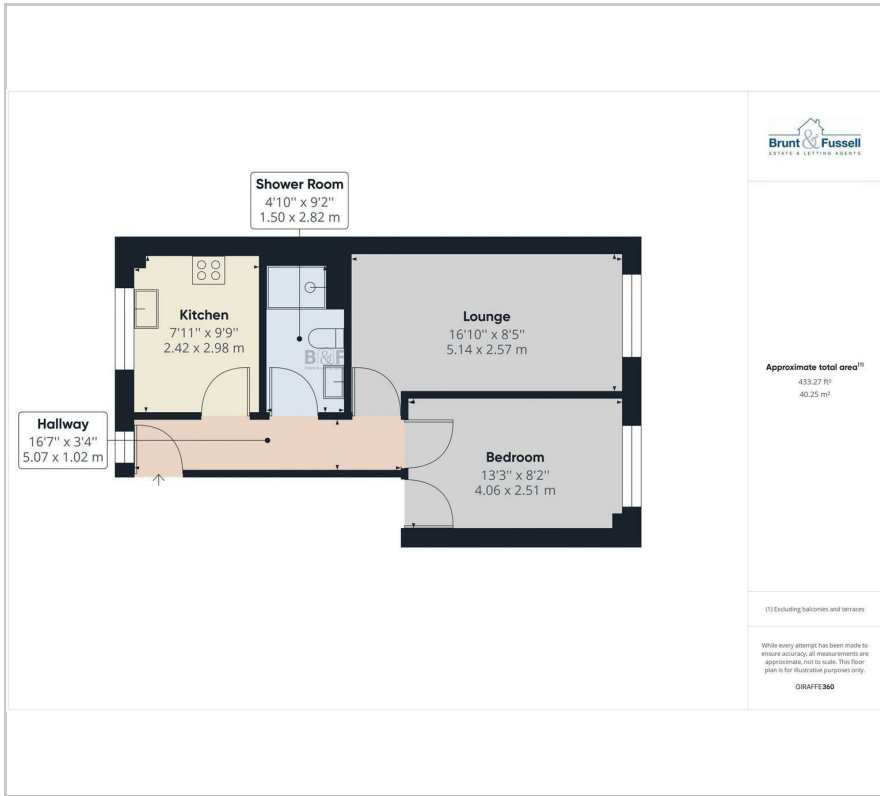 Shower Room
4'10" x 9'2"
1.50 x 2.82 m
Kitchen
7'11" x 9'9"
2.42 x 2.98 m
Lounge
16'10" x 8'5"
5.14 x 2.57 m
B&F
Hallway
16'7" x 3'4"
5.07 x 1.02 m
Bedroom
13'3" x 8'2"
4.06 x 2.51 m
Brunt & Fussell
ESTATE & LETTING AGENTS
Approximate total area(1)
433.27 ft²
40.25 m²
(1) Excluding balconies and terraces
While every attempt has been made to
ensure accuracy, all measurements are
approximate, not to scale. This floor
plan is for illustrative purposes only.
GIRAFFE360